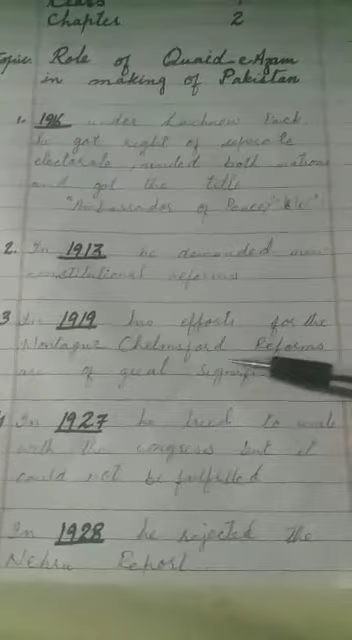 Class
Chapter 2
Topic: Role of Quaid e Azam
in making of Pakistan
1. 1916 under Lucknow Pact
he got right of separate
electorate, united both nations
and got the title
"Ambassador of Peace"
2. In 1913 he demanded new
constitutional reforms
3 In 1919 his efforts for the
Montague Chelmsford Reforms
are of great
In 1927 he tried to
with the congress but it
could not be fulfilled
In 1928 he rejected the
Nehru Report